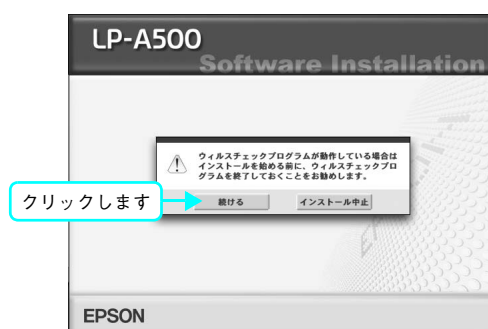 LP-A500
Software Installation
ウィルスチェックプログラムが動作している場合は
インストールを始める前に、ウィルスチェックプロ
グラムを終了しておくことをお勧めします。
クリックします
続ける
インストール中止
EPSON